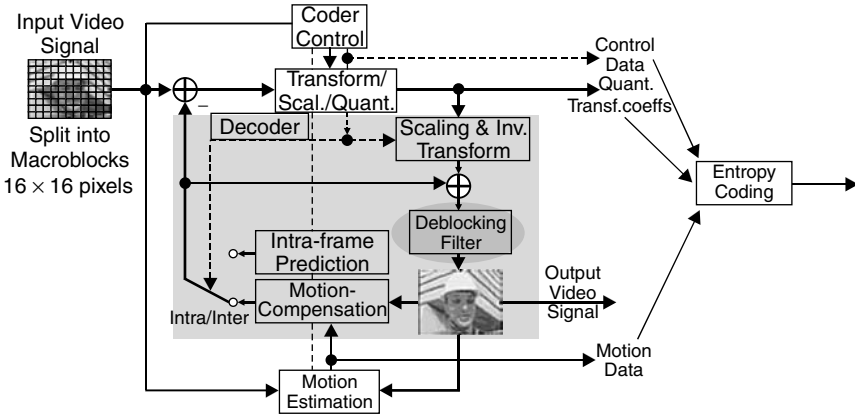 Input Video
Signal
Split into
Macroblocks
16 × 16 pixels
Coder
Control
Transform/
Scal./Quant.
–
Decoder
Scaling & Inv.
Transform
Deblocking
Filter
Intra-frame
Prediction
Motion-
Compensation
Intra/Inter
Motion
Estimation
Output
Video
Signal
Control
Data
Quant.
Transf.coeffs
Motion
Data
Entropy
Coding